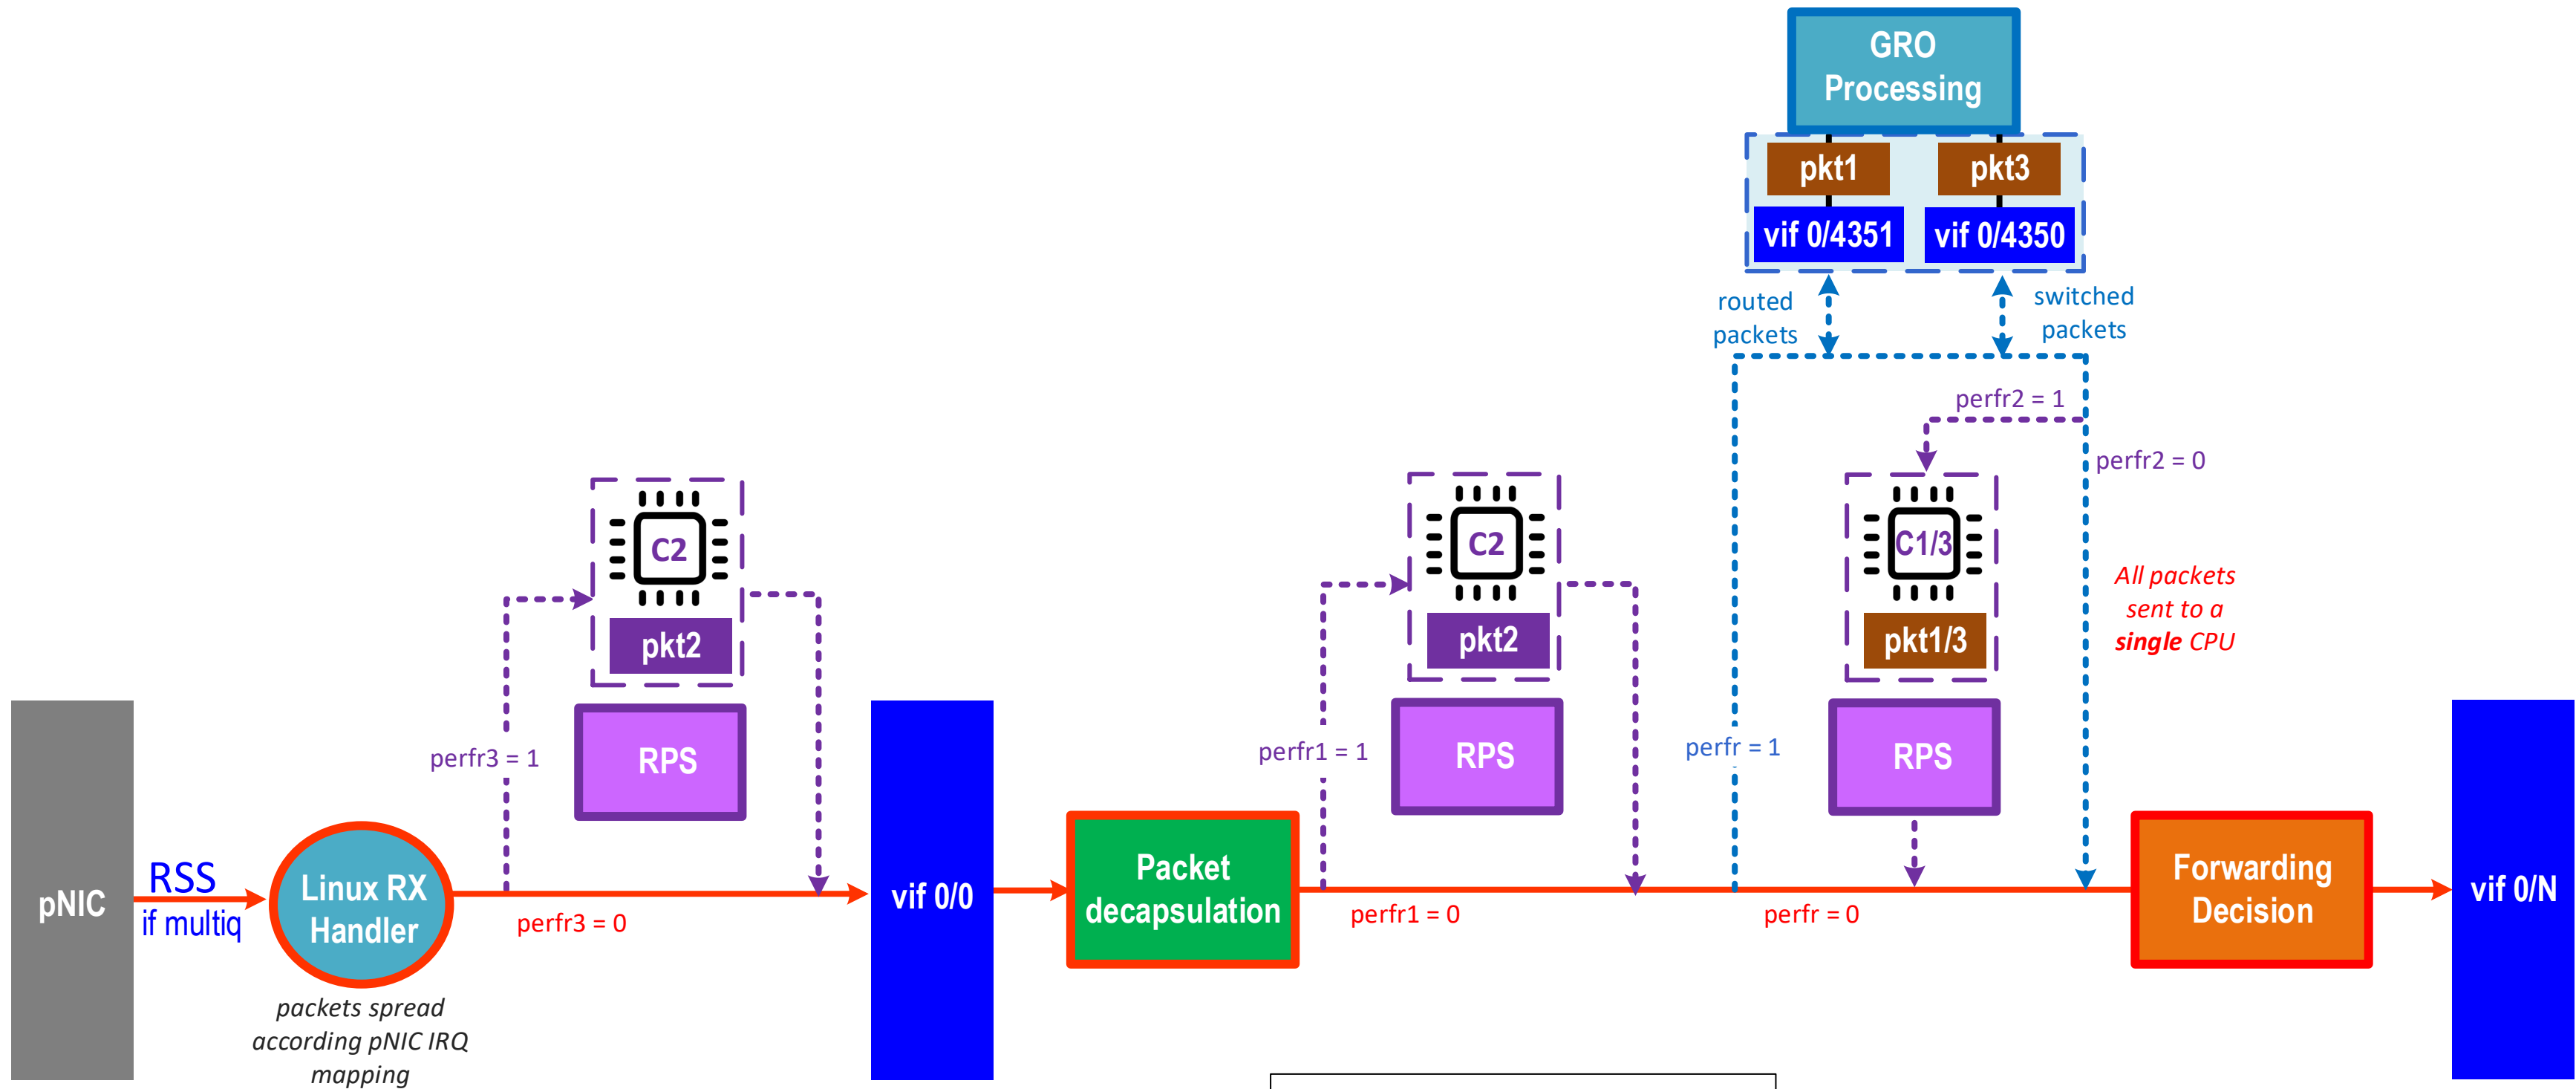 GRO
Processing
pkt1
pkt3
vif 0/4351
vif 0/4350
routed
packets
switched
packets
perfr2 = 1
perfr2 = 0
C2
pkt2
RPS
perfr3 = 1
C2
pkt2
RPS
perfr1 = 1
C1/3
pkt1/3
RPS
perfr = 1
All packets
sent to a
single CPU
pNIC
RSS
if multiq
Linux RX
Handler
packets spread
according pNIC IRQ
mapping
perfr3 = 0
vif 0/0
Packet
decapsulation
perfr1 = 0
perfr = 0
Forwarding
Decision
vif 0/N